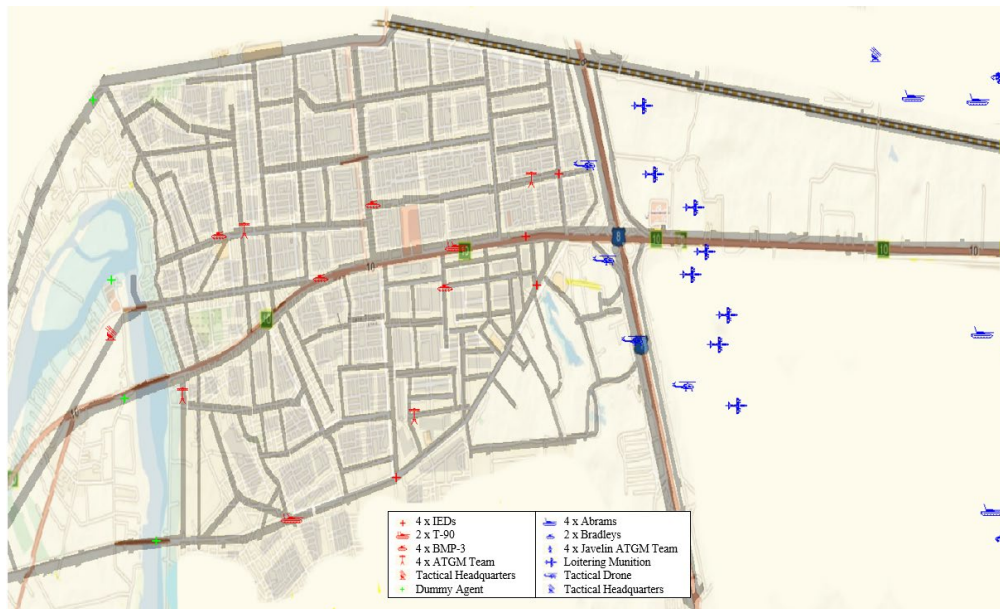 8
10
10
10
10
4 x IEDs
2 x T-90
4 x BMP-3
4 x ATGM Team
Tactical Headquarters
Dummy Agent
4 x Abrams
2 x Bradleys
4 x Javelin ATGM Team
Loitering Munition
Tactical Drone
Tactical Headquarters